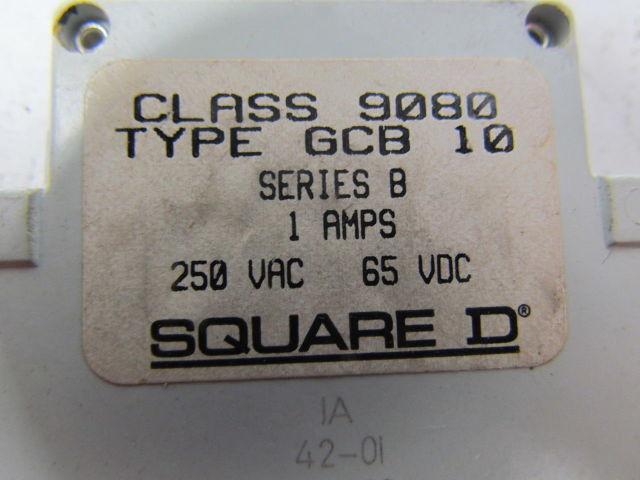 CLASS 9080
TYPE GCB 10
SERIES B
1 AMPS
250 VAC 65 VDC
SQUARE D®
1A
42-01